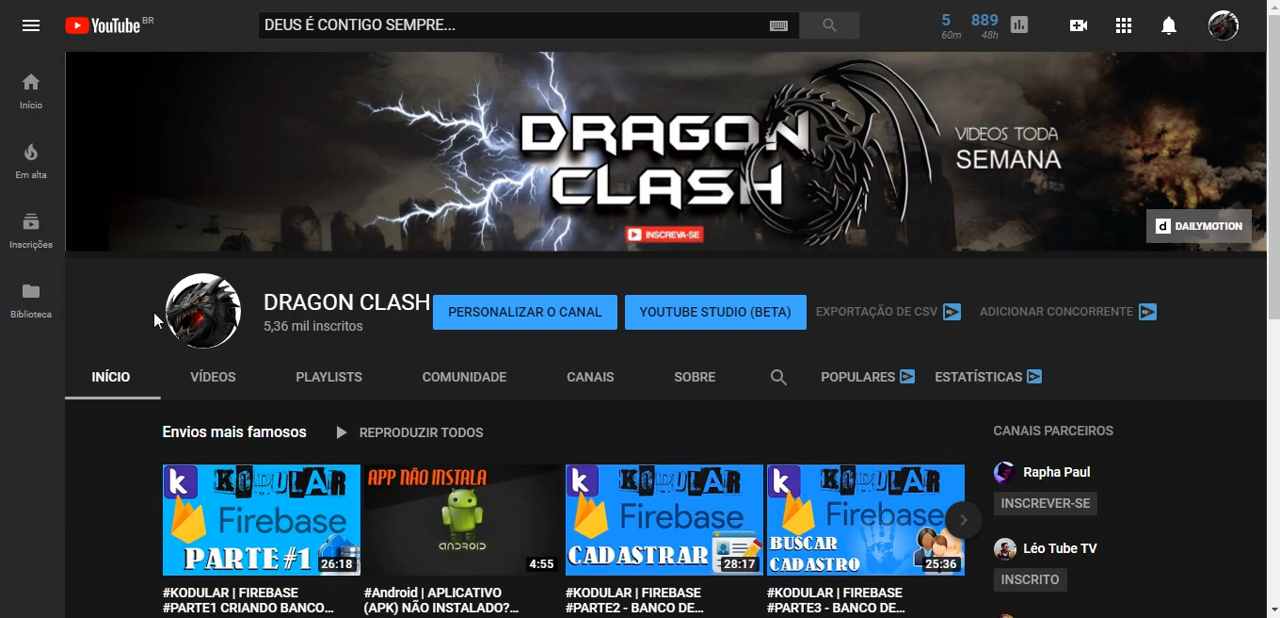 YouTube BR
DEUS É CONTIGO SEMPRE...
5 889
60m 48h
Início
Em alta
Inscrições
Biblioteca
DRAGON
CLASH
VIDEOS TODA
SEMANA
INSCREVA-SE
d DAILYMOTION
DRAGON CLASH
5,36 mil inscritos
PERSONALIZAR O CANAL
YOUTUBE STUDIO (BETA)
EXPORTAÇÃO DE CSV
ADICIONAR CONCORRENTE
INÍCIO VÍDEOS PLAYLISTS COMUNIDADE CANAIS SOBRE POPULARES ESTATÍSTICAS
Envios mais famosos REPRODUZIR TODOS
k KODULAR
Firebase
PARTE #1
26:18
#KODULAR | FIREBASE
#PARTE1 CRIANDO BANCO...
APP NÃO INSTALA
ANDROID
4:55
#Android | APLICATIVO
(APK) NÃO INSTALADO?...
k KODULAR
Firebase
CADASTRAR
28:17
#KODULAR | FIREBASE
#PARTE2 - BANCO DE...
k KODULAR
Firebase
BUSCAR
CADASTRO
25:36
#KODULAR | FIREBASE
#PARTE3 - BANCO DE...
CANAIS PARCEIROS
Rapha Paul
INSCREVER-SE
Léo Tube TV
INSCRITO